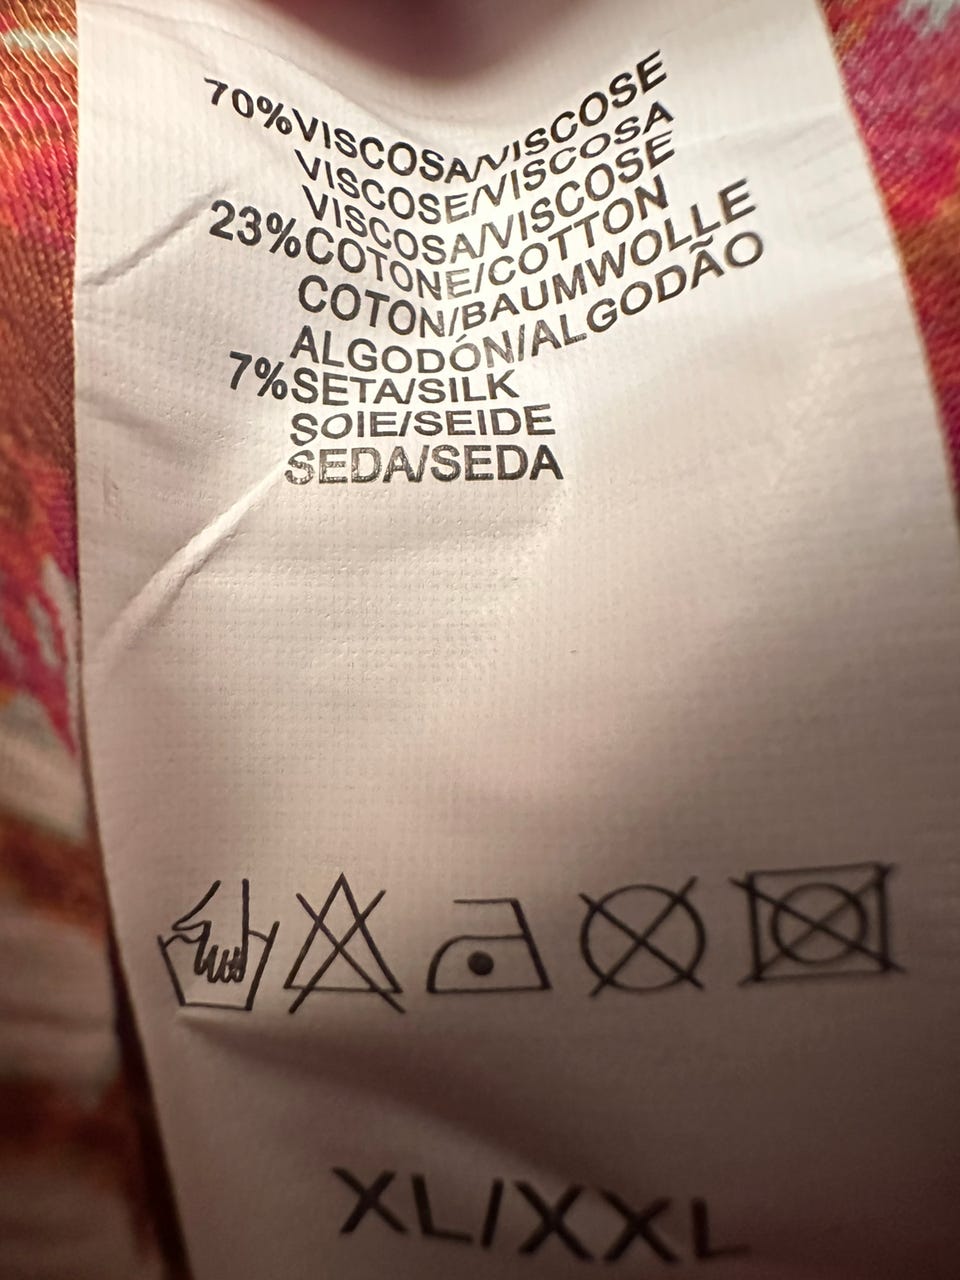 70%VISCOSA/VISCOSE
VISCOSE/VISCOSA
VISCOSA/VISCOSE
23%COTONE/COTTON
COTON/BAUMWOLLE
ALGODÓN/ALGODÃO
7%SETA/SILK
SOIE/SEIDE
SEDA/SEDA
XL/XXL